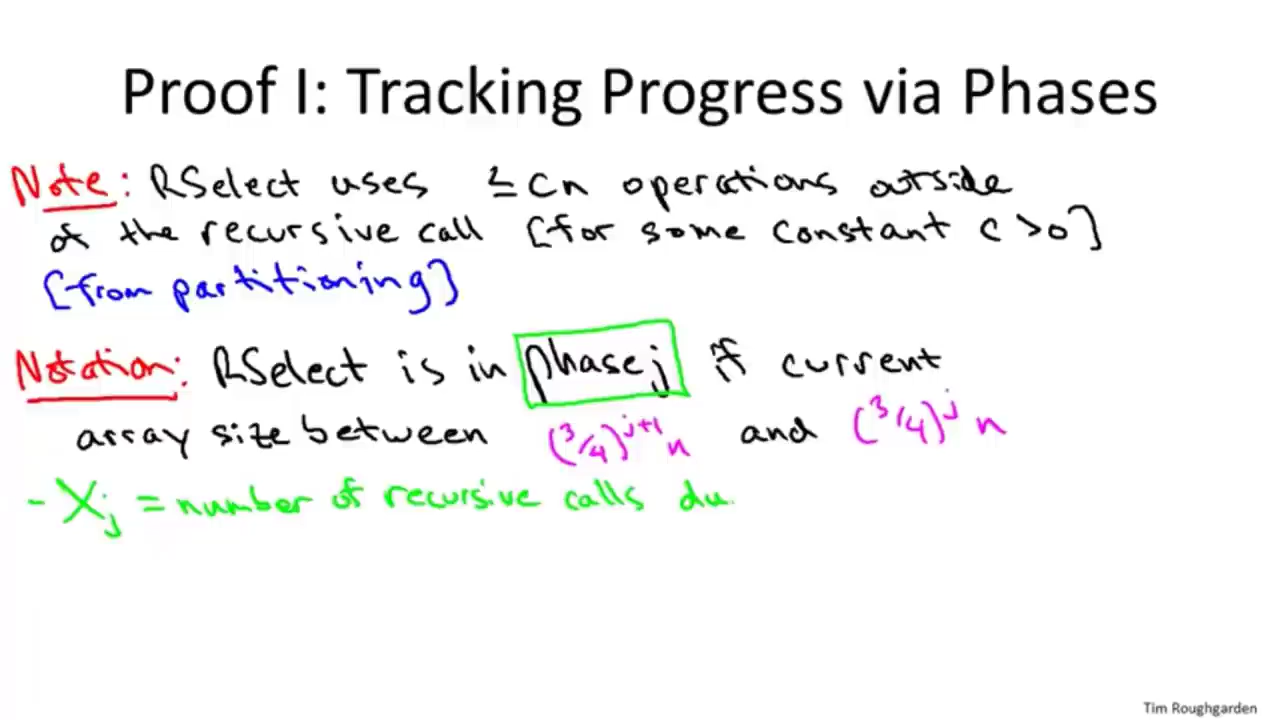 Proof I: Tracking Progress via Phases
Note: RSelect uses ≤ cn operations outside
of the recursive call [for some constant c > 0]
[from partitioning]
Notation: RSelect is in phase j if current
array size between (3/4)^{j+1} n and (3/4)^j n
- X_j = number of recursive calls du
Tim Roughgarden